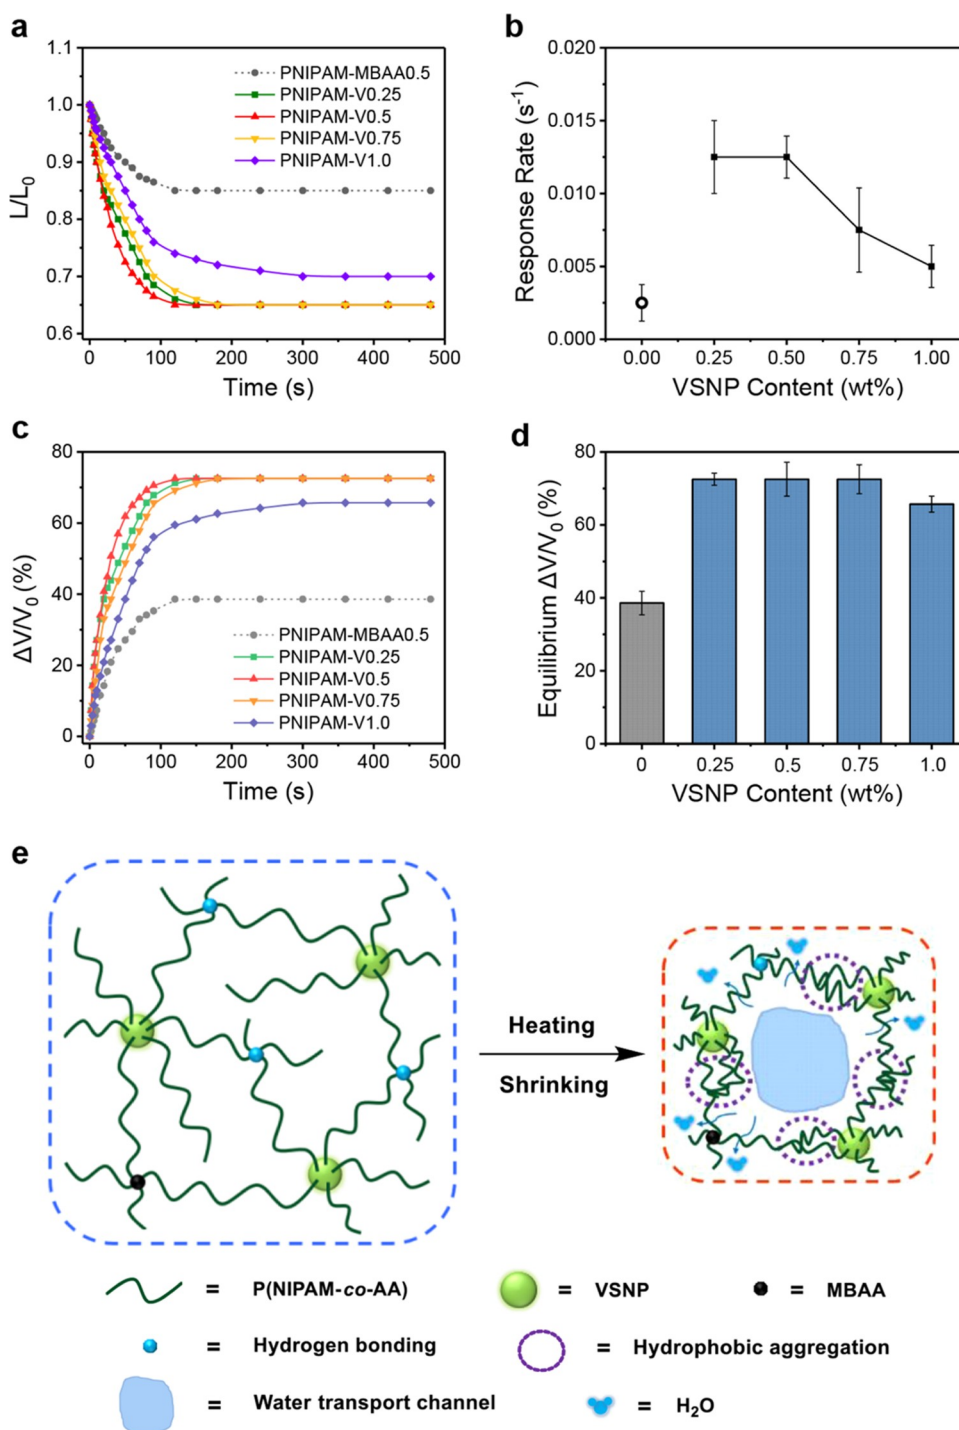 a
1.1
1.0
0.9
0.8
0.7
0.6
L/L0
PNIPAM-MBAA0.5
PNIPAM-V0.25
PNIPAM-V0.5
PNIPAM-V0.75
PNIPAM-V1.0
0 100 200 300 400 500
Time (s)
b
0.020
0.015
0.010
0.005
0.000
Response Rate (s-1)
0.00 0.25 0.50 0.75 1.00
VSNP Content (wt%)
c
80
60
40
20
0
ΔV/V0 (%)
PNIPAM-MBAA0.5
PNIPAM-V0.25
PNIPAM-V0.5
PNIPAM-V0.75
PNIPAM-V1.0
0 100 200 300 400 500
Time (s)
d
80
60
40
20
0
Equilibrium ΔV/V0 (%)
0 0.25 0.5 0.75 1.0
VSNP Content (wt%)
e
Heating
Shrinking
= P(NIPAM-co-AA)
= VSNP
= MBAA
= Hydrogen bonding
= Hydrophobic aggregation
= Water transport channel
= H2O